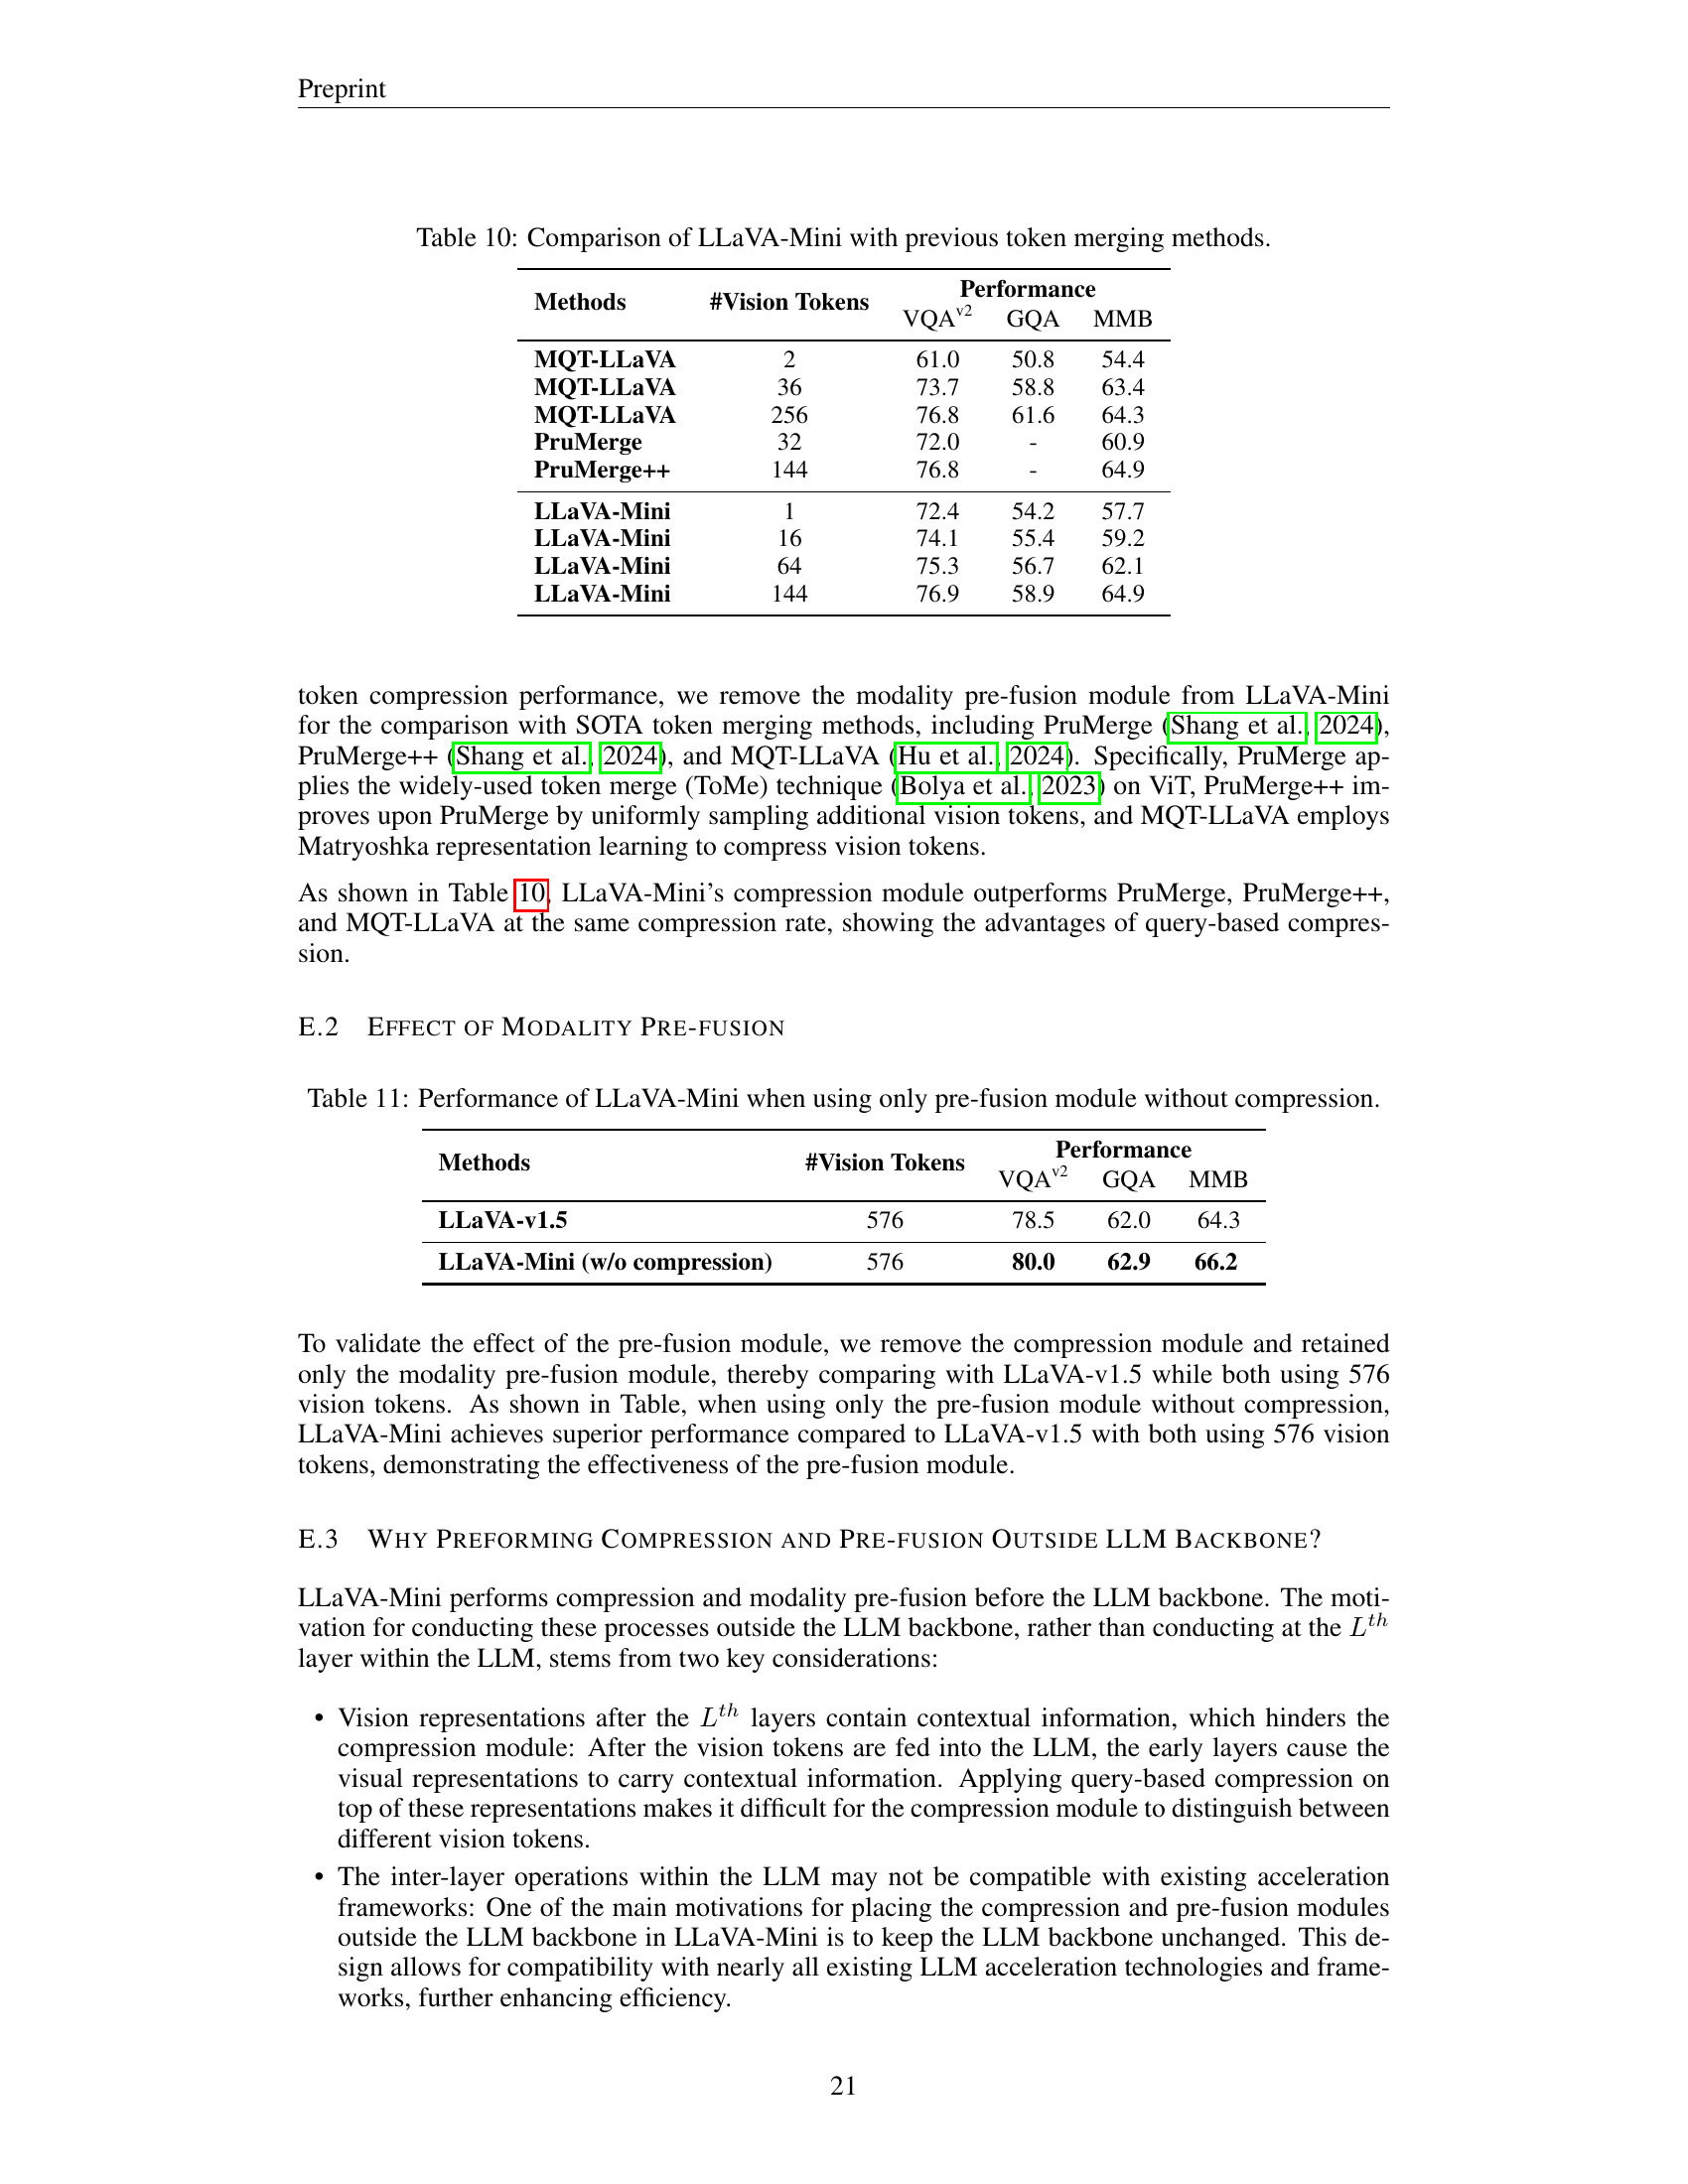 Preprint
Table 10: Comparison of LLaVA-Mini with previous token merging methods.
Methods #Vision Tokens Performance
VQAv2 GQA MMB
MQT-LLaVA 2 61.0 50.8 54.4
MQT-LLaVA 36 73.7 58.8 63.4
MQT-LLaVA 256 76.8 61.6 64.3
PruMerge 32 72.0 - 60.9
PruMerge++ 144 76.8 - 64.9
LLaVA-Mini 1 72.4 54.2 57.7
LLaVA-Mini 16 74.1 55.4 59.2
LLaVA-Mini 64 75.3 56.7 62.1
LLaVA-Mini 144 76.9 58.9 64.9
token compression performance, we remove the modality pre-fusion module from LLaVA-Mini
for the comparison with SOTA token merging methods, including PruMerge (Shang et al., 2024),
PruMerge++ (Shang et al., 2024), and MQT-LLaVA (Hu et al., 2024). Specifically, PruMerge ap-
plies the widely-used token merge (ToMe) technique (Bolya et al., 2023) on ViT, PruMerge++ im-
proves upon PruMerge by uniformly sampling additional vision tokens, and MQT-LLaVA employs
Matryoshka representation learning to compress vision tokens.
As shown in Table 10, LLaVA-Mini's compression module outperforms PruMerge, PruMerge++,
and MQT-LLaVA at the same compression rate, showing the advantages of query-based compres-
sion.
E.2 EFFECT OF MODALITY PRE-FUSION
Table 11: Performance of LLaVA-Mini when using only pre-fusion module without compression.
Methods #Vision Tokens Performance
VQAv2 GQA MMB
LLaVA-v1.5 576 78.5 62.0 64.3
LLaVA-Mini (w/o compression) 576 80.0 62.9 66.2
To validate the effect of the pre-fusion module, we remove the compression module and retained
only the modality pre-fusion module, thereby comparing with LLaVA-v1.5 while both using 576
vision tokens. As shown in Table, when using only the pre-fusion module without compression,
LLaVA-Mini achieves superior performance compared to LLaVA-v1.5 with both using 576 vision
tokens, demonstrating the effectiveness of the pre-fusion module.
E.3 WHY PREFORMING COMPRESSION AND PRE-FUSION OUTSIDE LLM BACKBONE?
LLaVA-Mini performs compression and modality pre-fusion before the LLM backbone. The moti-
vation for conducting these processes outside the LLM backbone, rather than conducting at the Lth
layer within the LLM, stems from two key considerations:
• Vision representations after the Lth layers contain contextual information, which hinders the
compression module: After the vision tokens are fed into the LLM, the early layers cause the
visual representations to carry contextual information. Applying query-based compression on
top of these representations makes it difficult for the compression module to distinguish between
different vision tokens.
• The inter-layer operations within the LLM may not be compatible with existing acceleration
frameworks: One of the main motivations for placing the compression and pre-fusion modules
outside the LLM backbone in LLaVA-Mini is to keep the LLM backbone unchanged. This de-
sign allows for compatibility with nearly all existing LLM acceleration technologies and frame-
works, further enhancing efficiency.
21